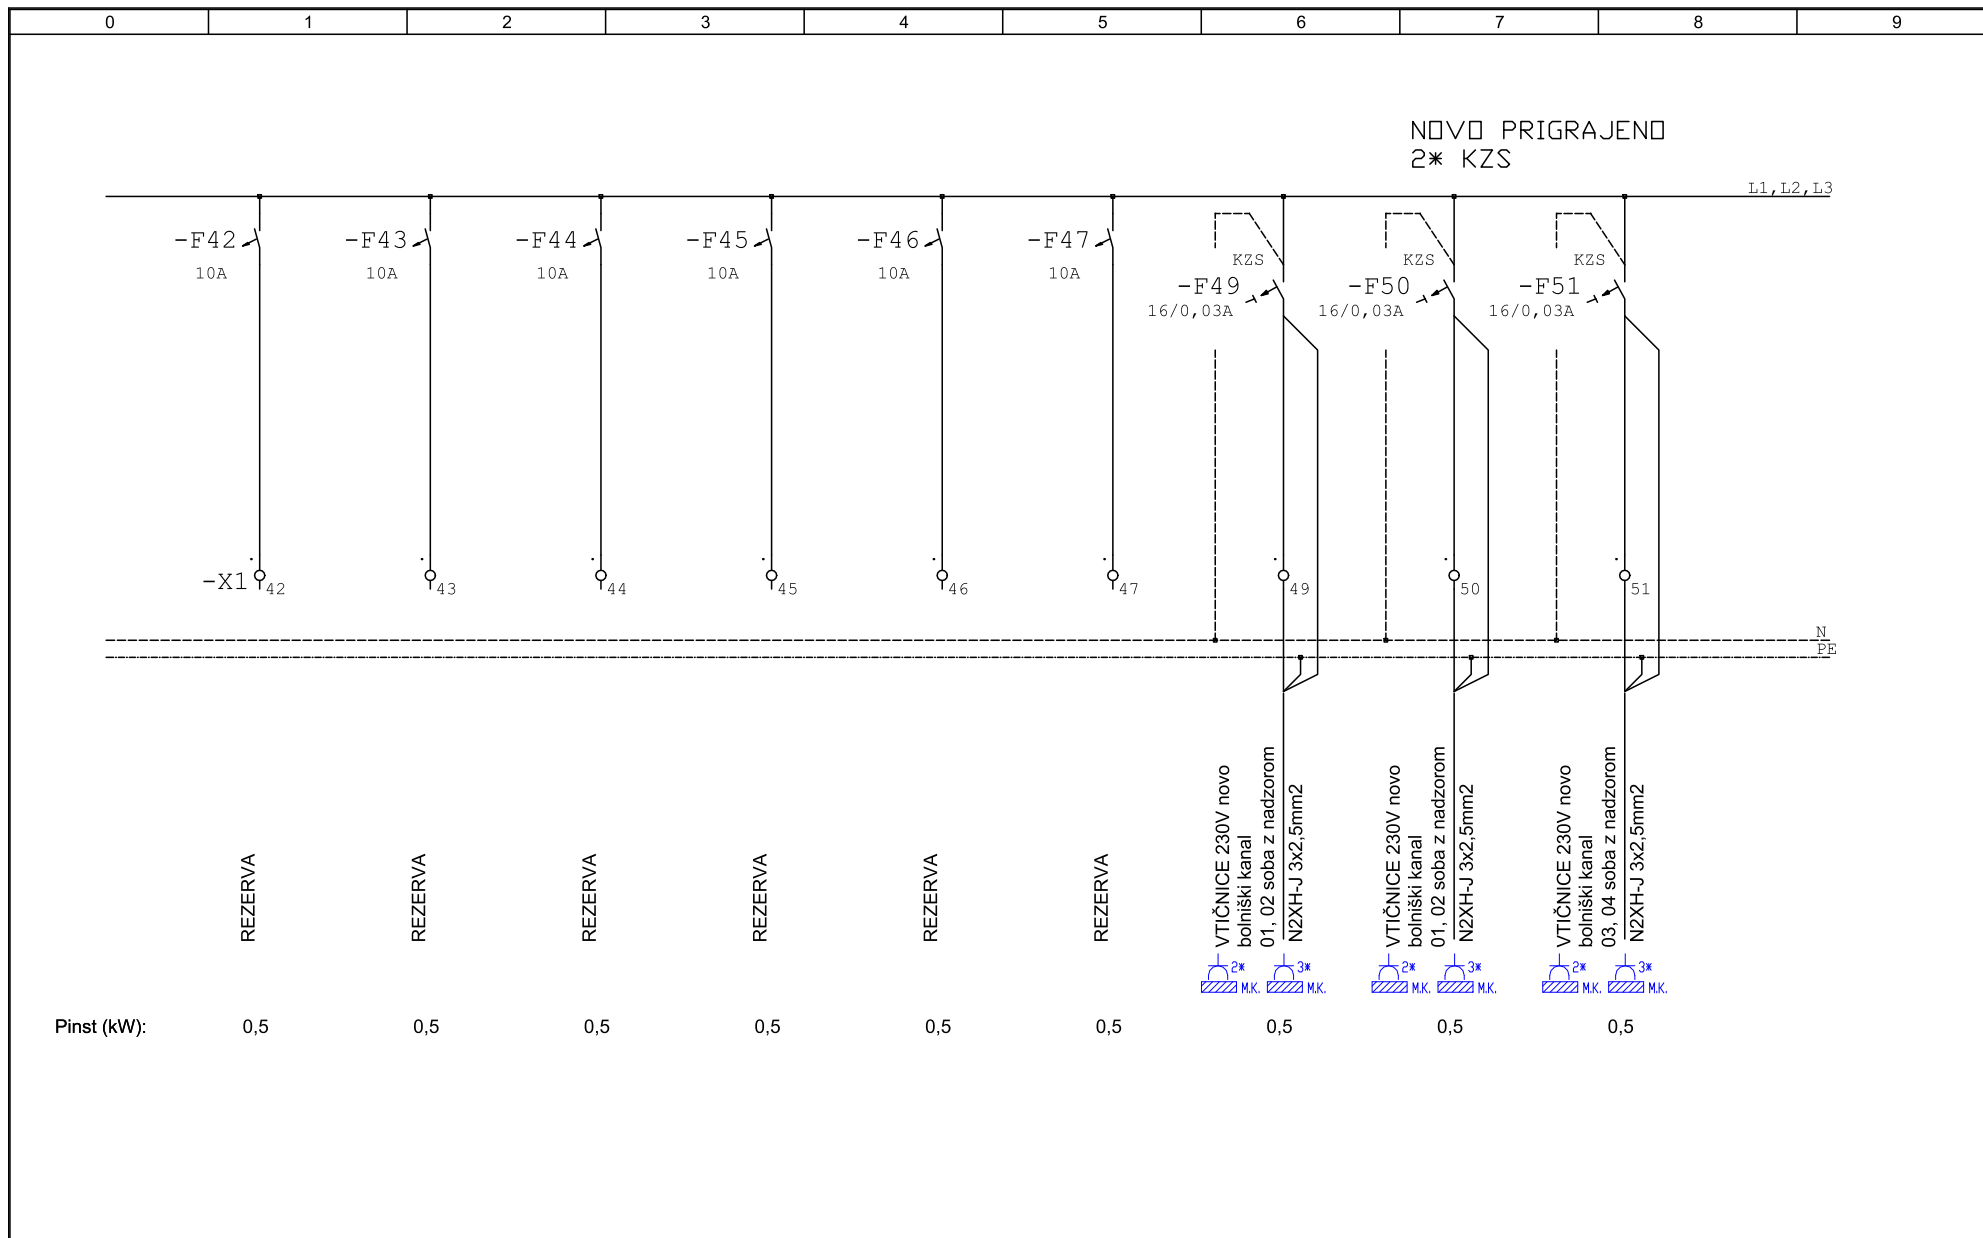 0 1 2 3 4 5 6 7 8 9
NOVO PRIGRAJENO
2* KZS
L1,L2,L3
-F42 -F43 -F44 -F45 -F46 -F47
10A 10A 10A 10A 10A 10A
KZS KZS KZS
-F49 -F50 -F51
16/0,03A 16/0,03A 16/0,03A
-X1 42 43 44 45 46 47 49 50 51
N
PE
REZERVA
REZERVA
REZERVA
REZERVA
REZERVA
REZERVA
VTIČNICE 230V novo
bolniški kanal
01, 02 soba z nadzorom
N2XH-J 3x2,5mm2
VTIČNICE 230V novo
bolniški kanal
01, 02 soba z nadzorom
N2XH-J 3x2,5mm2
VTIČNICE 230V novo
bolniški kanal
03, 04 soba z nadzorom
N2XH-J 3x2,5mm2
2* 3* 2* 3* 2* 3*
M.K. M.K. M.K. M.K. M.K. M.K.
Pinst (kW): 0,5 0,5 0,5 0,5 0,5 0,5 0,5 0,5 0,5